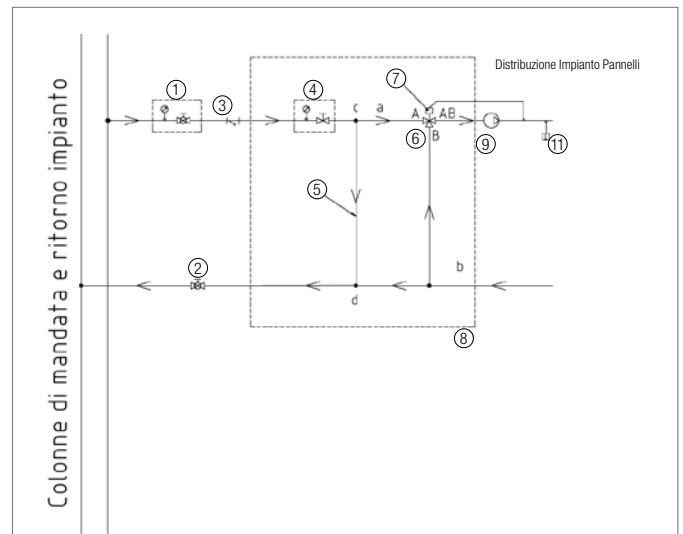 Distribuzione Impianto Pannelli
Colonne di mandata e ritorno impianto
1
3
4
c
a
7
A
AB
6
B
9
11
5
2
d
b
8